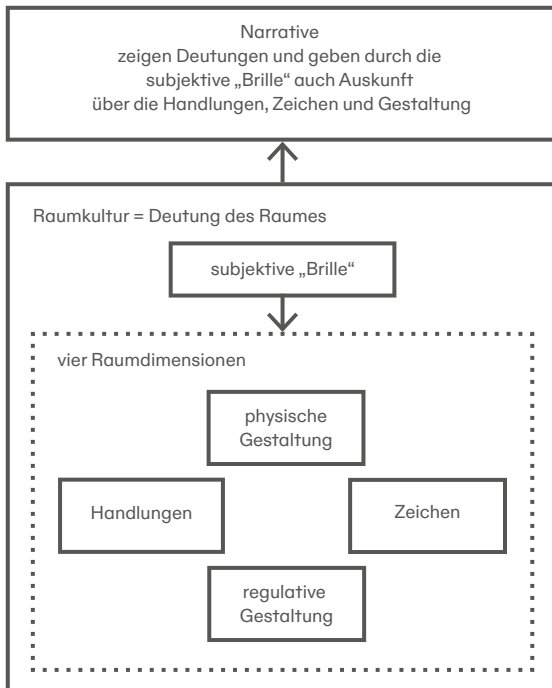 Narrative
zeigen Deutungen und geben durch die
subjektive „Brille“ auch Auskunft
über die Handlungen, Zeichen und Gestaltung
Raumkultur = Deutung des Raumes
subjektive „Brille“
vier Raumdimensionen
physische
Gestaltung
Handlungen
Zeichen
regulative
Gestaltung